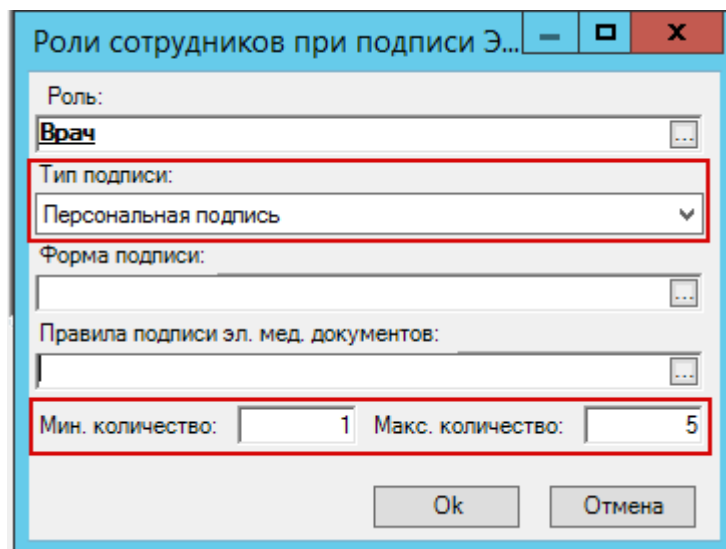 Роли сотрудников при подписи Э...
Роль:
Врач
Тип подписи:
Персональная подпись
Форма подписи:
Правила подписи эл. мед. документов:
Мин. количество: 1 Макс. количество: 5
Ok Отмена